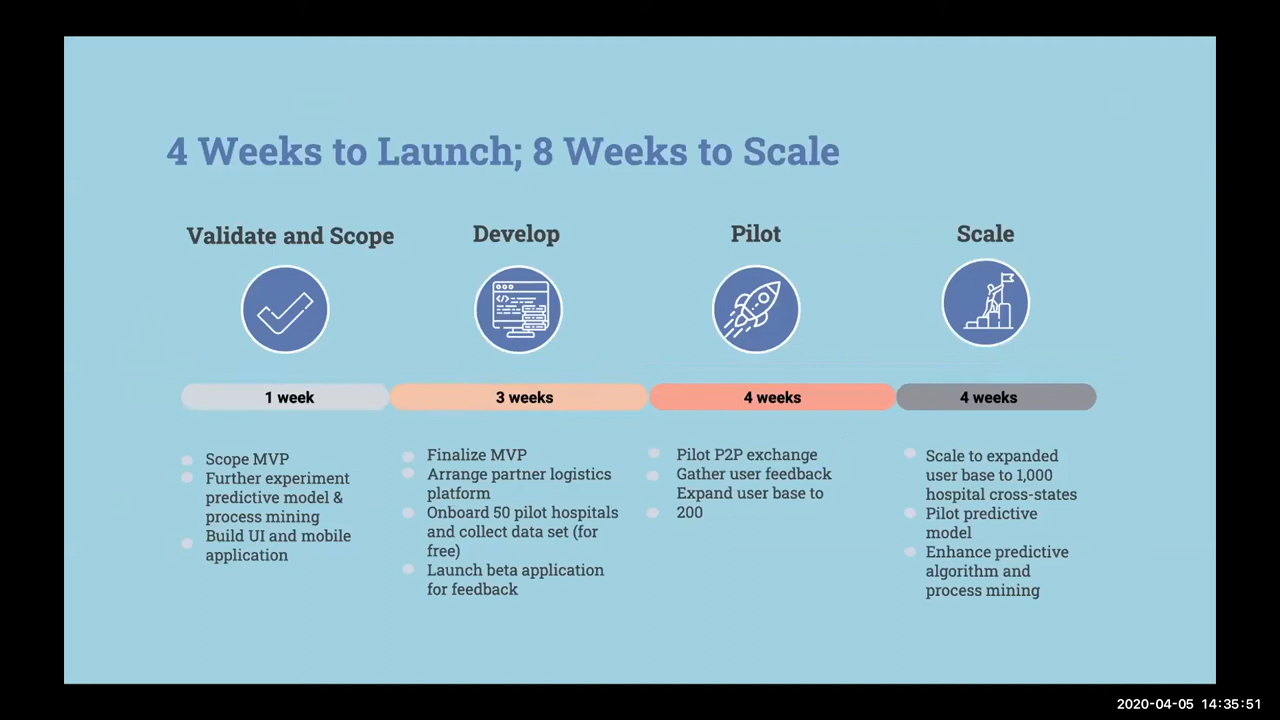 4 Weeks to Launch; 8 Weeks to Scale
Validate and Scope
Develop
Pilot
Scale
1 week
3 weeks
4 weeks
4 weeks
Scope MVP
Further experiment
predictive model &
process mining
Build UI and mobile
application
Finalize MVP
Arrange partner logistics
platform
Onboard 50 pilot hospitals
and collect data set (for
free)
Launch beta application
for feedback
Pilot P2P exchange
Gather user feedback
Expand user base to
200
Scale to expanded
user base to 1,000
hospital cross-states
Pilot predictive
model
Enhance predictive
algorithm and
process mining
2020-04-05 14:35:51